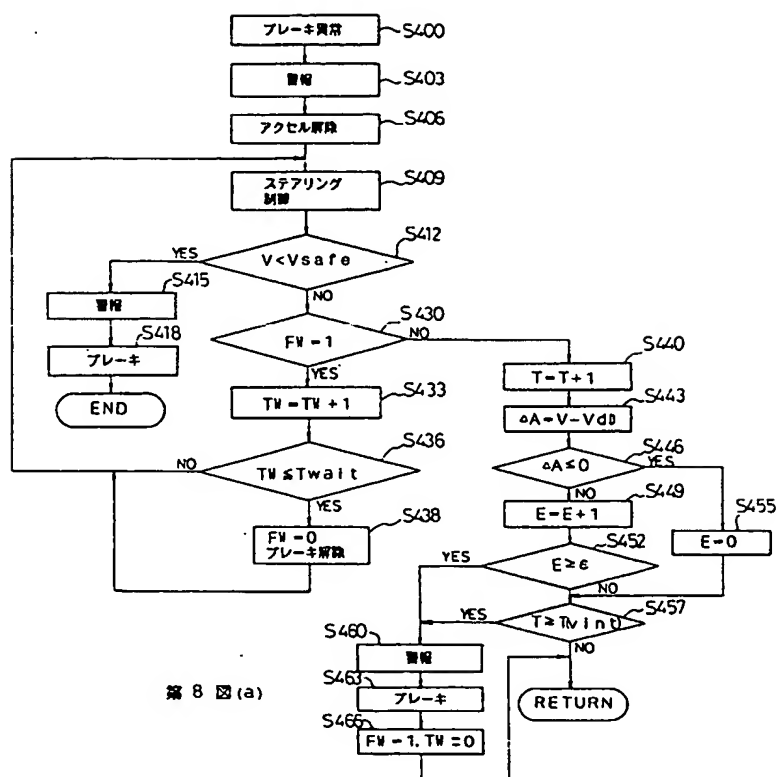 ブレーキ異常
S400
警報
S403
アクセル解除
S406
ステアリング
制御
S409
V<Vsafe
S412
YES
NO
警報
S415
ブレーキ
S418
END
FW=1
S430
YES
NO
TW=TW+1
S433
TW≦Twait
S436
NO
YES
FW=0
ブレーキ解除
S438
T=T+1
S440
ΔA=V-VdD
S443
ΔA≤0
S446
YES
NO
E=E+1
S449
E≥ε
S452
YES
NO
E=0
S455
T≥T(vint)
S457
YES
NO
警報
S460
ブレーキ
S463
FW=1.TW=0
S466
RETURN
第8図(a)